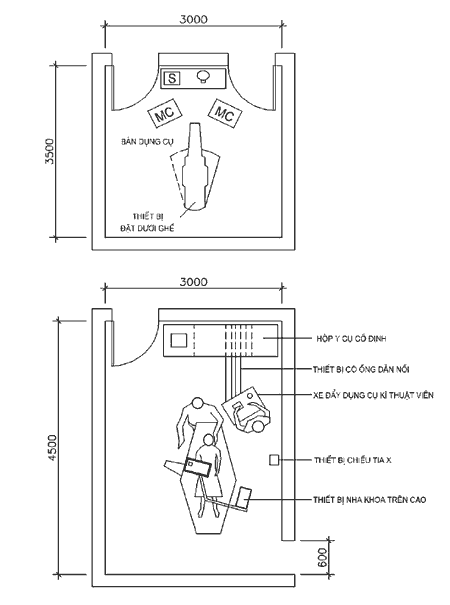 3000
S
MC
MC
BÀN DỤNG CỤ
3500
THIẾT BỊ
ĐẶT DƯỚI GHẾ
3000
HỘP Y CỤ CỐ ĐỊNH
THIẾT BỊ CÓ ỐNG DẪN NỐI
XE ĐẨY DỤNG CỤ KĨ THUẬT VIÊN
4500
THIẾT BỊ CHIẾU TIA X
THIẾT BỊ NHA KHOA TRÊN CAO
600